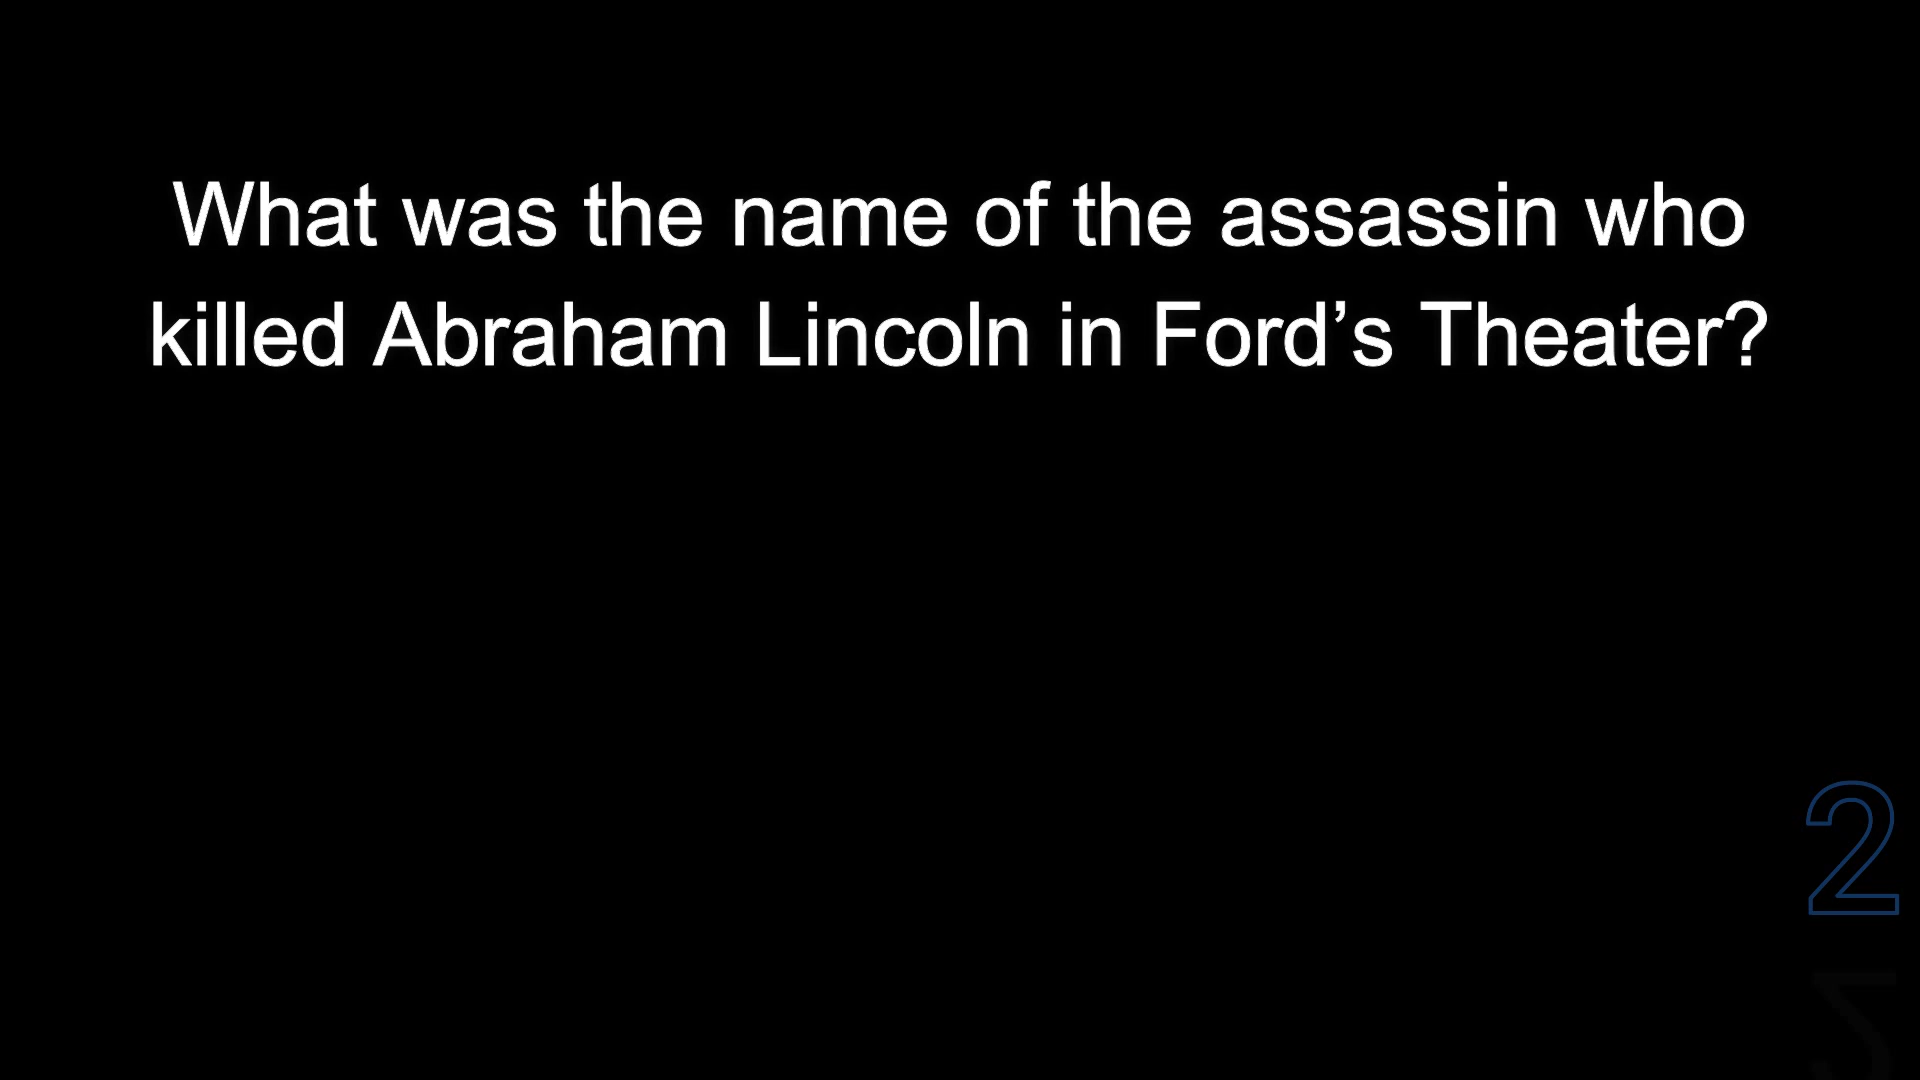 What was the name of the assassin who
killed Abraham Lincoln in Ford’s Theater?
2